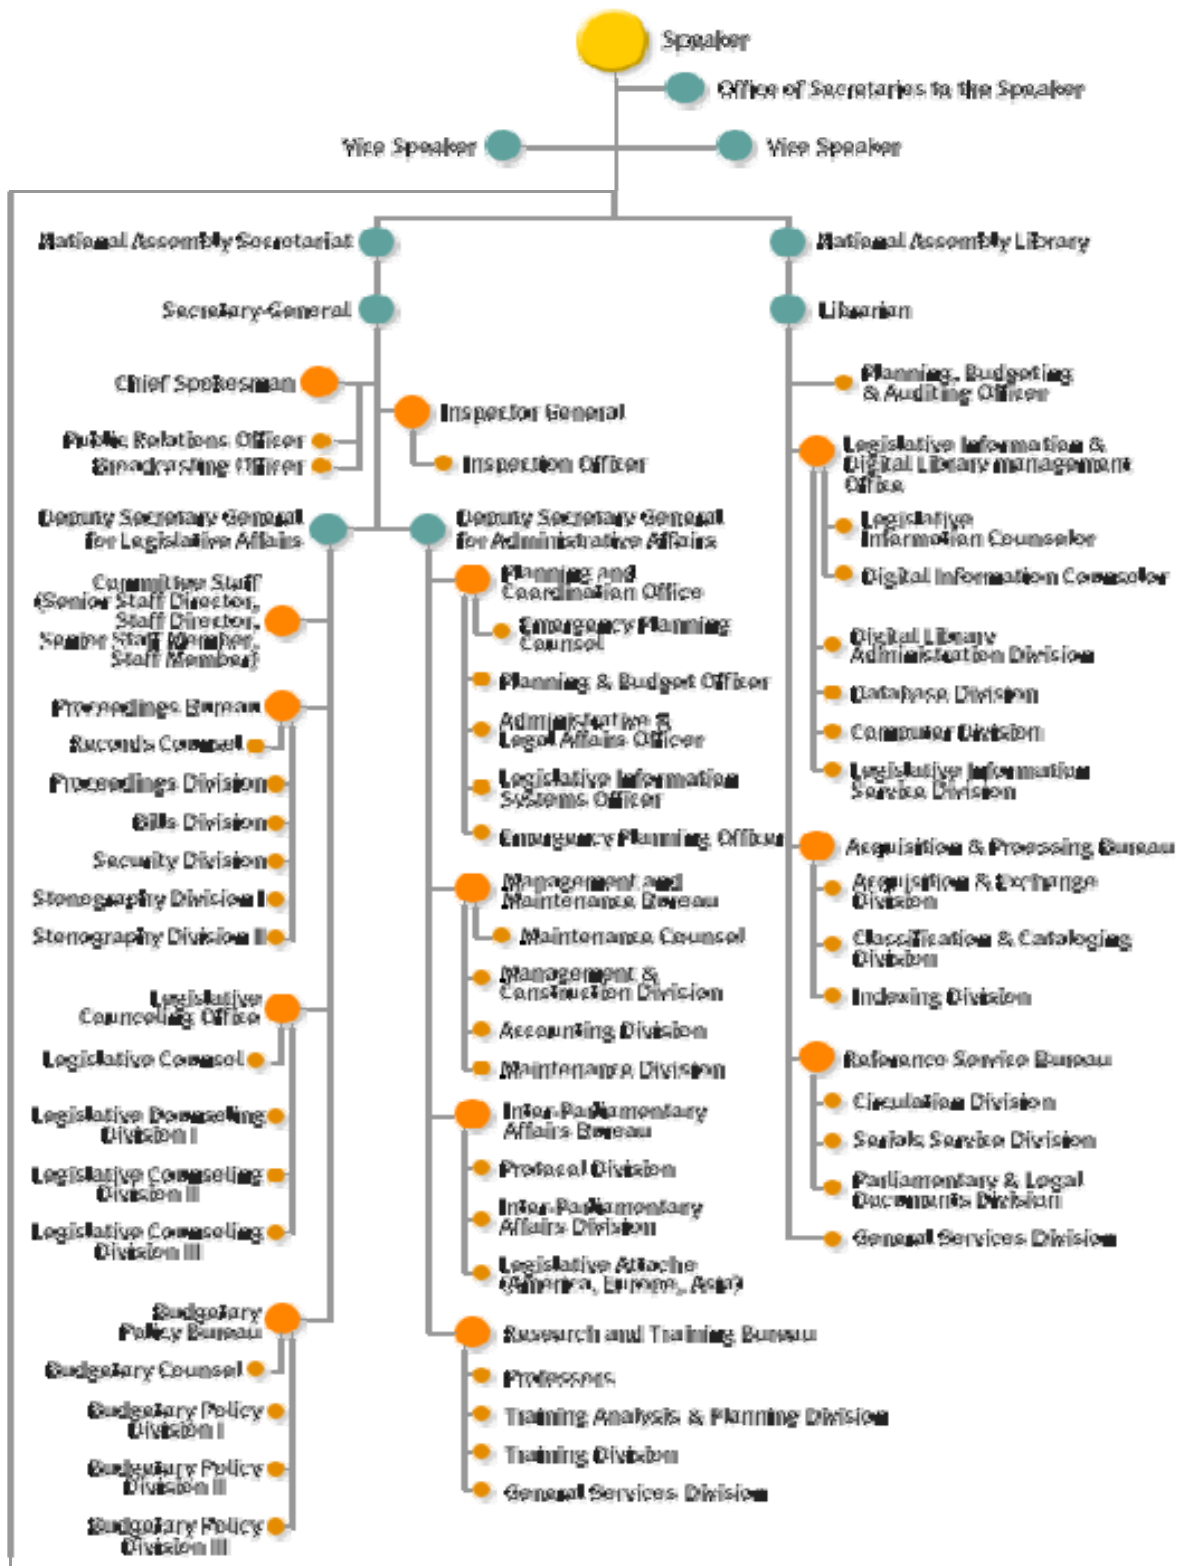 Speaker
Office of Secretaries to the Speaker
Vice Speaker
Vice Speaker
National Assembly Secretariat
National Assembly Library
Secretary-General
Librarian
Chief Spokesman
Public Relations Officer
Broadcasting Officer
Inspector General
Inspection Officer
Deputy Secretary General
for Legislative Affairs
Deputy Secretary General
for Administrative Affairs
Committee Staff
(Senior Staff Director,
Staff Director,
Senior Staff Member,
Staff Member)
Proceedings Bureau
Records Counsel
Proceedings Division
Bills Division
Security Division
Stenography Division I
Stenography Division II
Legislative
Counceling Office
Legislative Counsel
Legislative Dounseling
Division I
Legislative Counseling
Division II
Legislative Counseling
Division III
Budgetary
Policy Bureau
Budgetary Counsel
Budgetary Policy
Division I
Budgetary Policy
Division II
Budgetary Policy
Division III
Planning and
Coordination Office
Emergency Planning
Counsel
Planning & Budget Officer
Administrative &
Legal Affairs Officer
Legislative Information
Systems Officer
Emergency Planning Officer
Management and
Maintenance Bureau
Maintenance Counsel
Management &
Construction Division
Accounting Division
Maintenance Division
Inter-Parliamentary
Affairs Bureau
Protocol Division
Inter-Parliamentary
Affairs Division
Legislative Attache
(America, Europe, Asia)
Research and Training Bureau
Professors
Training Analysis & Planning Division
Training Division
General Services Division
Planning, Budgeting
& Auditing Officer
Legislative Information &
Digital Library management
Office
Legislative
Information Counselor
Digital Information Counselor
Digital Library
Administration Division
Database Division
Computer Division
Legislative Information
Service Division
Acquisition & Processing Bureau
Acquisition & Exchange
Division
Classification & Cataloging
Division
Indexing Division
Reference Service Bureau
Circulation Division
Serials Service Division
Parliamentary & Legal
Documents Division
General Services Division